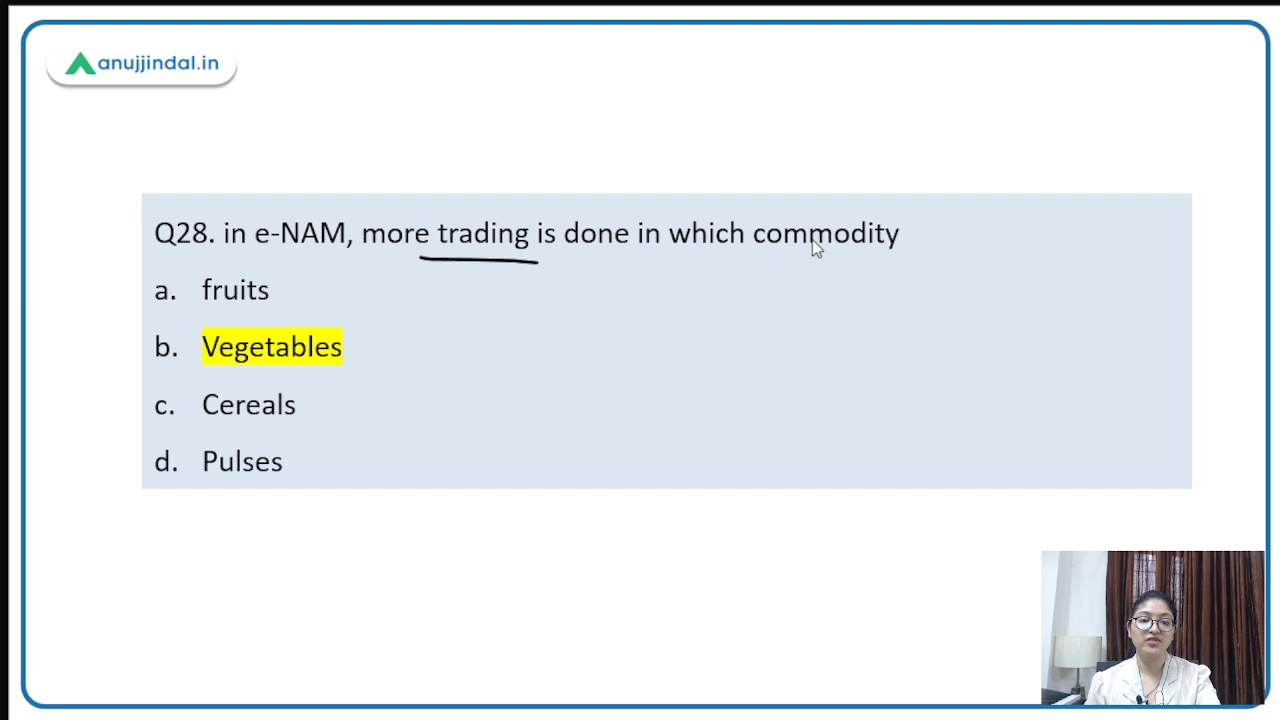 anujjindal.in
Q28. in e-NAM, more trading is done in which commodity
a. fruits
b. Vegetables
c. Cereals
d. Pulses